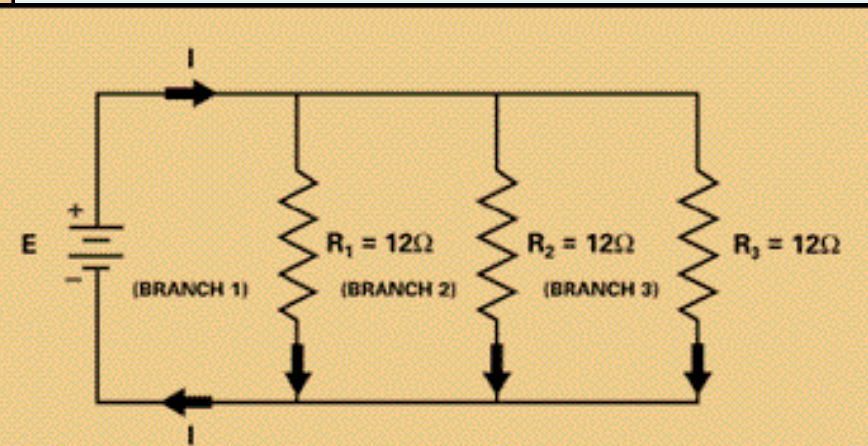 I
+
E
R₁ = 12Ω
R₂ = 12Ω
R₃ = 12Ω
−
(BRANCH 1)
(BRANCH 2)
(BRANCH 3)
I